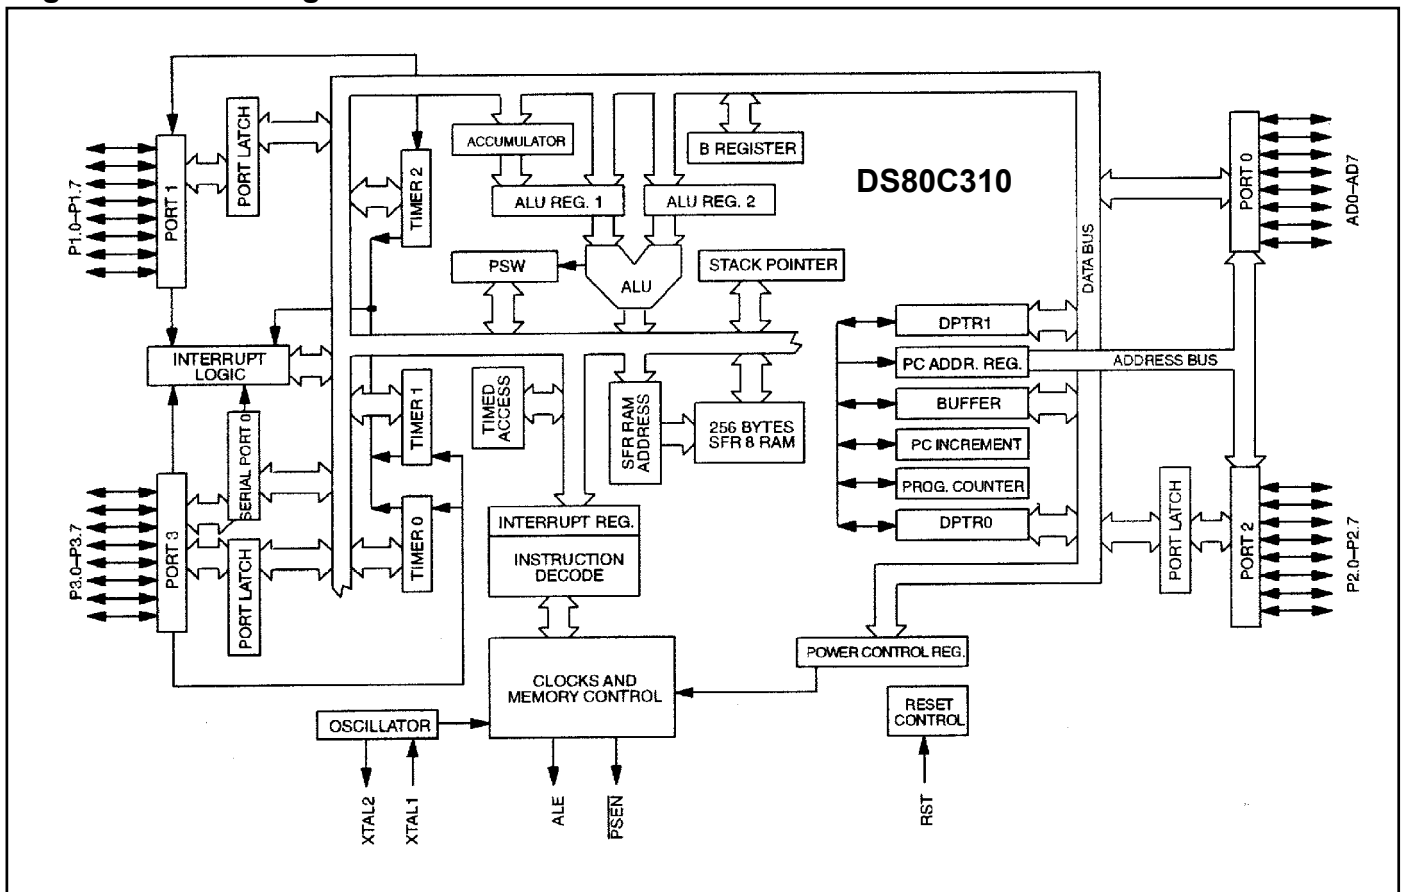 PORT LATCH
ACCUMULATOR
B REGISTER
PORT 0
AD0–AD7
P1.0–P1.7
PORT 1
TIMER 2
ALU REG. 1
ALU REG. 2
DS80C310
DATA BUS
PSW
ALU
STACK POINTER
INTERRUPT
LOGIC
DPTR1
PC ADDR. REG.
ADDRESS BUS
BUFFER
PC INCREMENT
PROG. COUNTER
DPTR0
TIMER 1
TIMED
ACCESS
SFR RAM
ADDRESS
256 BYTES
SFR 8 RAM
SERIAL PORT 0
P3.0–P3.7
PORT 3
PORT LATCH
TIMER 0
INTERRUPT REG.
INSTRUCTION
DECODE
PORT LATCH
PORT 2
P2.0–P2.7
POWER CONTROL REG.
CLOCKS AND
MEMORY CONTROL
RESET
CONTROL
OSCILLATOR
XTAL2
XTAL1
ALE
PSEN
RST